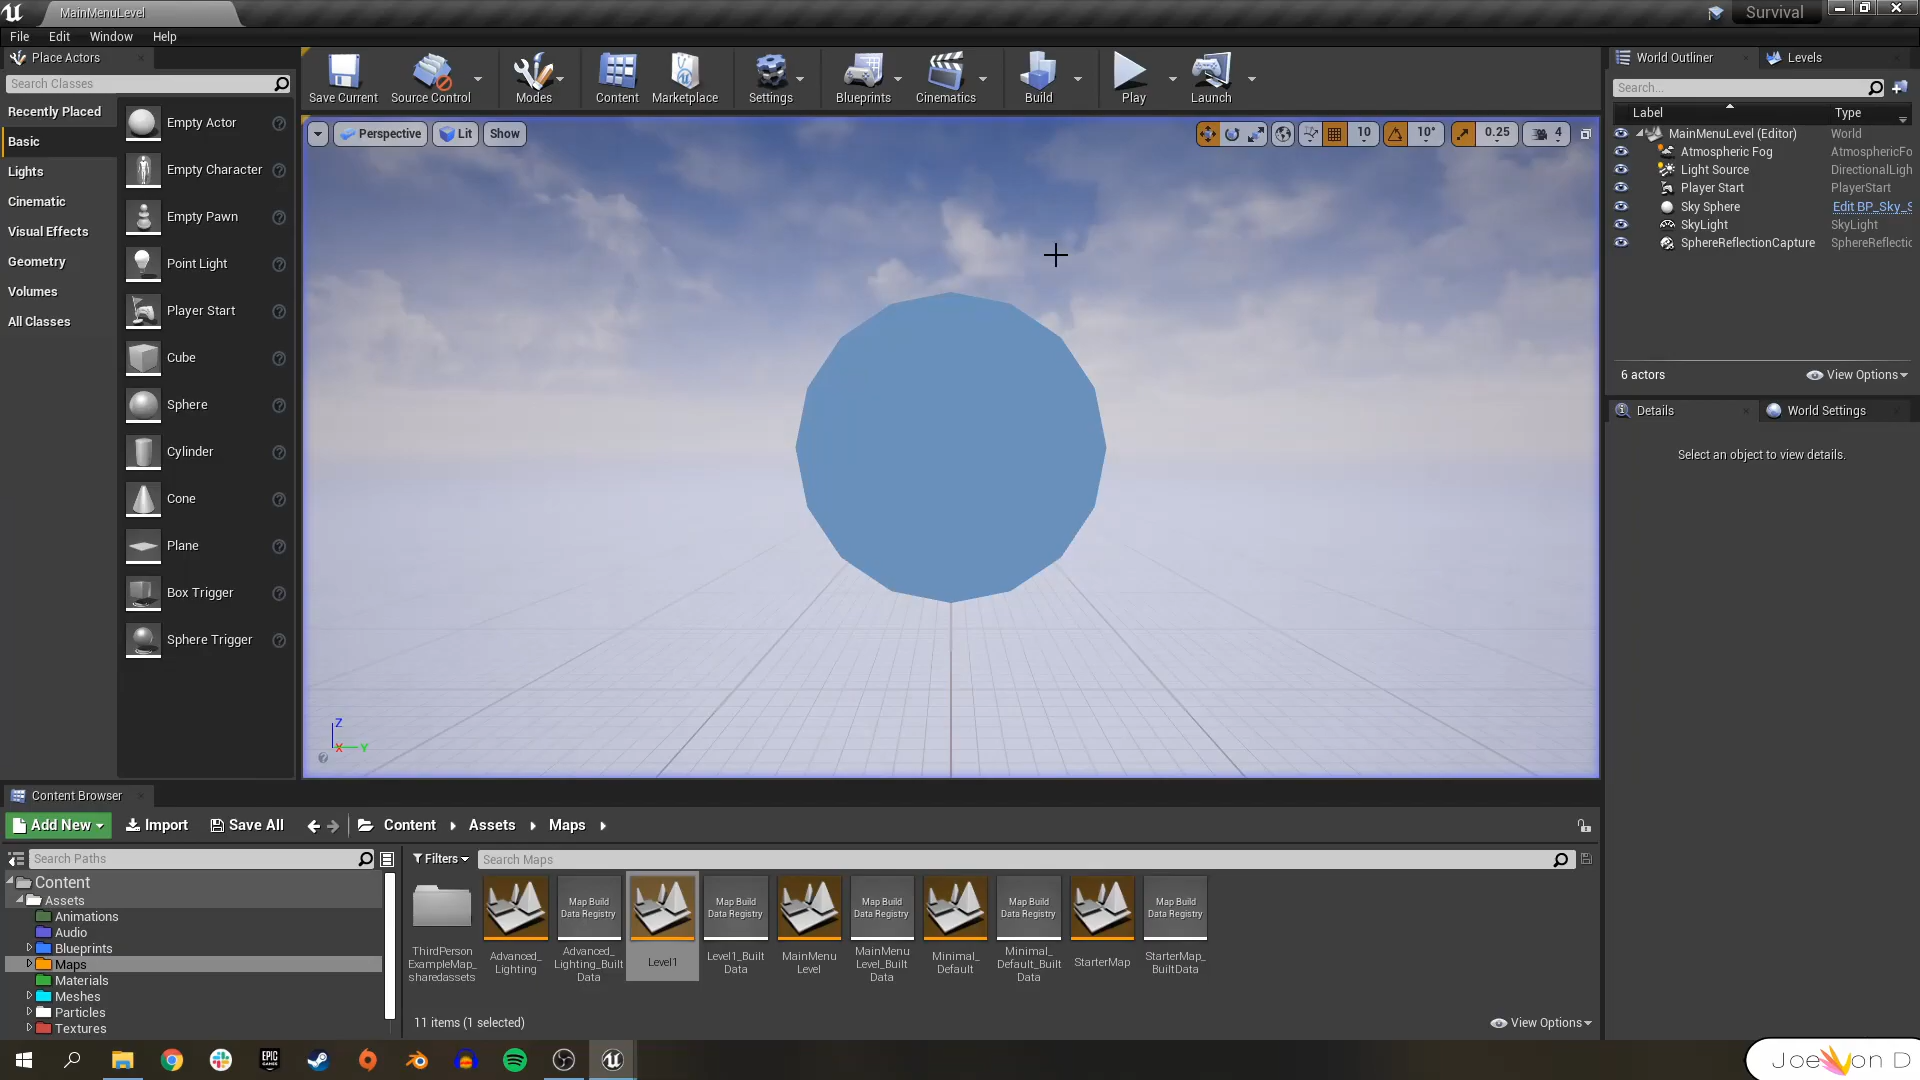 MainMenuLevel
Survival
File Edit Window Help
Place Actors
Search Classes
Recently Placed
Basic
Lights
Cinematic
Visual Effects
Geometry
Volumes
All Classes
Empty Actor
Empty Character
Empty Pawn
Point Light
Player Start
Cube
Sphere
Cylinder
Cone
Plane
Box Trigger
Sphere Trigger
Save Current
Source Control
Modes
Content
Marketplace
Settings
Blueprints
Cinematics
Build
Play
Launch
Perspective
Lit
Show
10
10°
0.25
4
Z
X
Y
World Outliner
Levels
Search...
Label Type
MainMenuLevel (Editor) World
Atmospheric Fog AtmosphericFo
Light Source DirectionalLigh
Player Start PlayerStart
Sky Sphere Edit BP_Sky_S
SkyLight SkyLight
SphereReflectionCapture SphereReflectic
6 actors
View Options
Details
World Settings
Select an object to view details.
Content Browser
Add New
Import
Save All
Content
Assets
Maps
Search Paths
Filters
Search Maps
Content
Assets
Animations
Audio
Blueprints
Maps
Materials
Meshes
Particles
Textures
Map Build
Data Registry
Map Build
Data Registry
Map Build
Data Registry
Map Build
Data Registry
Map Build
Data Registry
ThirdPerson
ExampleMap_
sharedassets
Advanced_
Lighting
Advanced_
Lighting_Built
Data
Level1
Level1_Built
Data
MainMenu
Level
MainMenu
Level_Built
Data
Minimal_
Default
Minimal_
Default_Built
Data
StarterMap
StarterMap_
BuiltData
11 items (1 selected)
View Options
EPIC
GAMES
Joe Von D